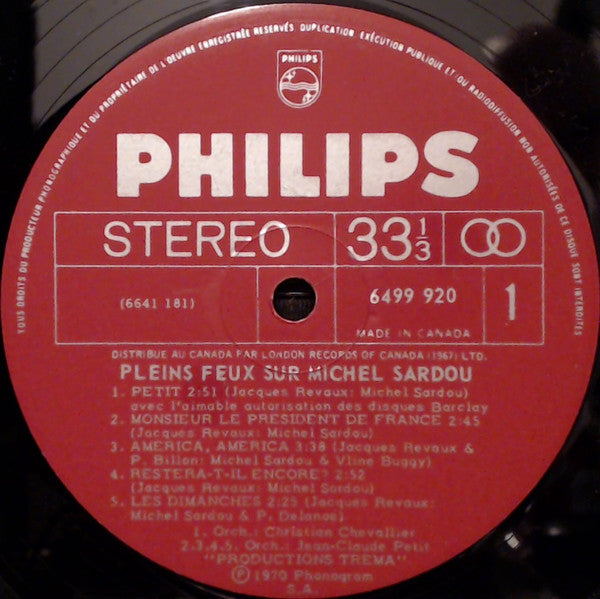 TOUS DROITS DU PRODUCTEUR PHONOGRAPHIQUE ET DU PROPRIÉTAIRE DE L'OEUVRE ENREGISTRÉE RESERVÉS DUPLICATION EXÉCUTION PUBLIQUE ET/OU RADIODIFFUSION NON AUTORISÉES DE CE DISQUE SONT INTERDITES
PHILIPS
PHILIPS
STEREO 33 1/3
(6641 181) 6499 920 1
MADE IN CANADA
DISTRIBUE AU CANADA PAR LONDON RECORDS OF CANADA (1967) LTD.
PLEINS FEUX SUR MICHEL SARDOU
1. PETIT 2:51 (Jacques Revaux: Michel Sardou)
avec l'aimable autorisation des disques Barclay
2. MONSIEUR LE PRESIDENT DE FRANCE 2:45
(Jacques Revaux: Michel Sardou)
3. AMERICA, AMERICA 3:38 (Jacques Revaux &
P. Billon: Michel Sardou & Vline Buggy)
4. RESTERA-T-IL ENCORE? 2:52
(Jacques Revaux: Michel Sardou)
5. LES DIMANCHES 2:25 (Jacques Revaux:
Michel Sardou & P. Delanoe)
1. Orch.: Christian Chevallier
2.3.4.5. Orch.: Jean-Claude Petit
"PRODUCTIONS TREMA"
Ⓟ 1970 Phonogram
S.A.